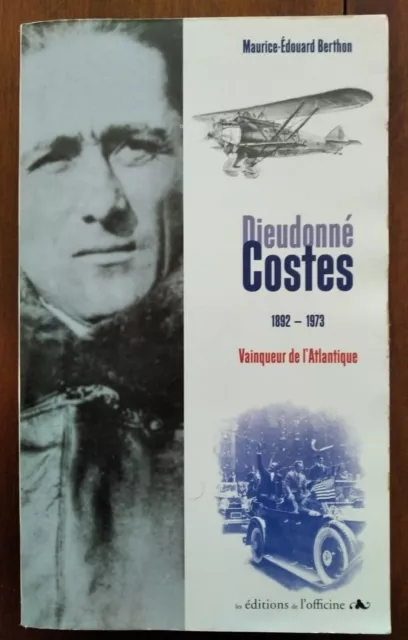 Maurice-Édouard Berthon
Dieudonné
Costes
1892 – 1973
Vainqueur de l'Atlantique
les éditions de l'officine